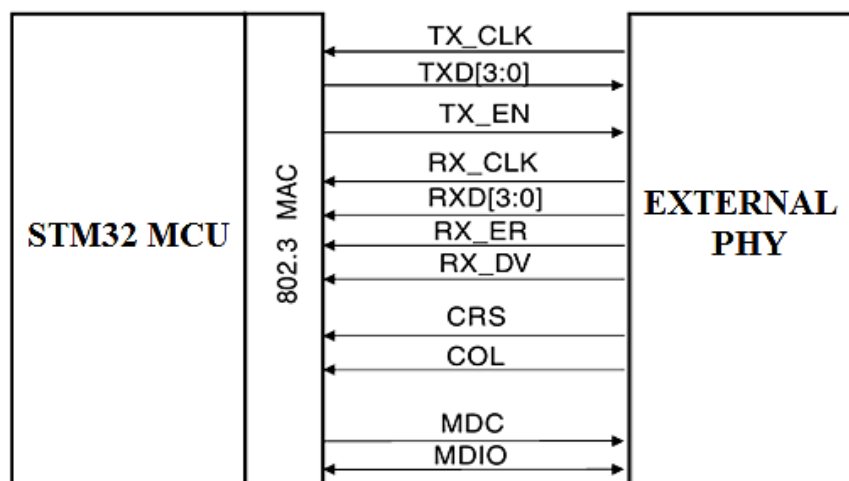 STM32 MCU
802.3 MAC
TX_CLK
TXD[3:0]
TX_EN
RX_CLK
RXD[3:0]
RX_ER
RX_DV
CRS
COL
MDC
MDIO
EXTERNAL
PHY